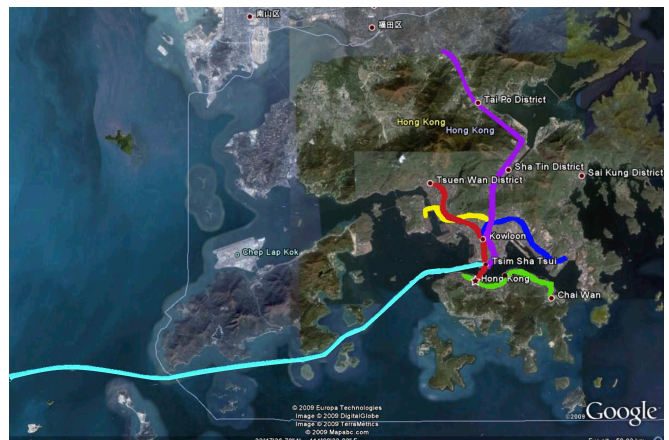 南山区
福田区
Tai Po District
Hong Kong
Hong Kong
Sha Tin District
Sai Kung District
Tsuen Wan District
Kowloon
Chep Lap Kok
Tsim Sha Tsui
Hong Kong
Chai Wan
© 2009 Europa Technologies
Image © 2009 DigitalGlobe
Image © 2009 TerraMetrics
© 2009 Mapabc.com
©2009 Google